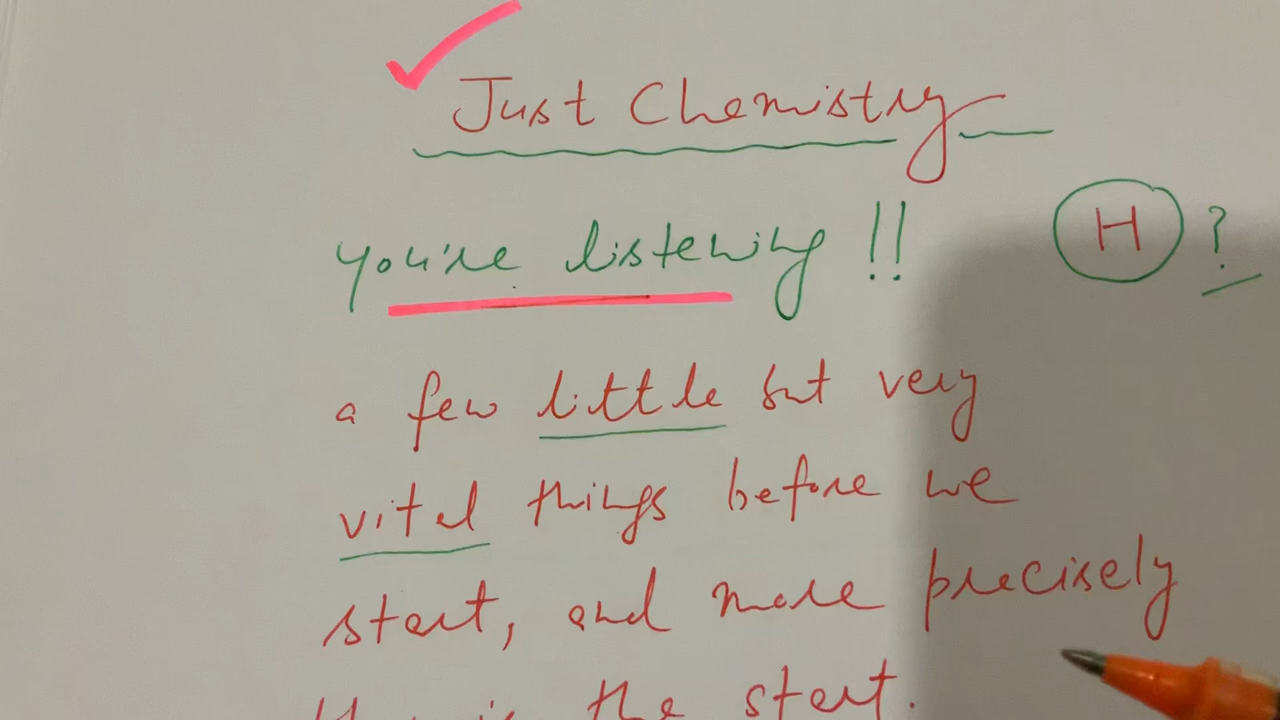 Just Chemistry
you're listening !!
H ?
a few little but very
vital things before we
start, and more precisely
is the start.